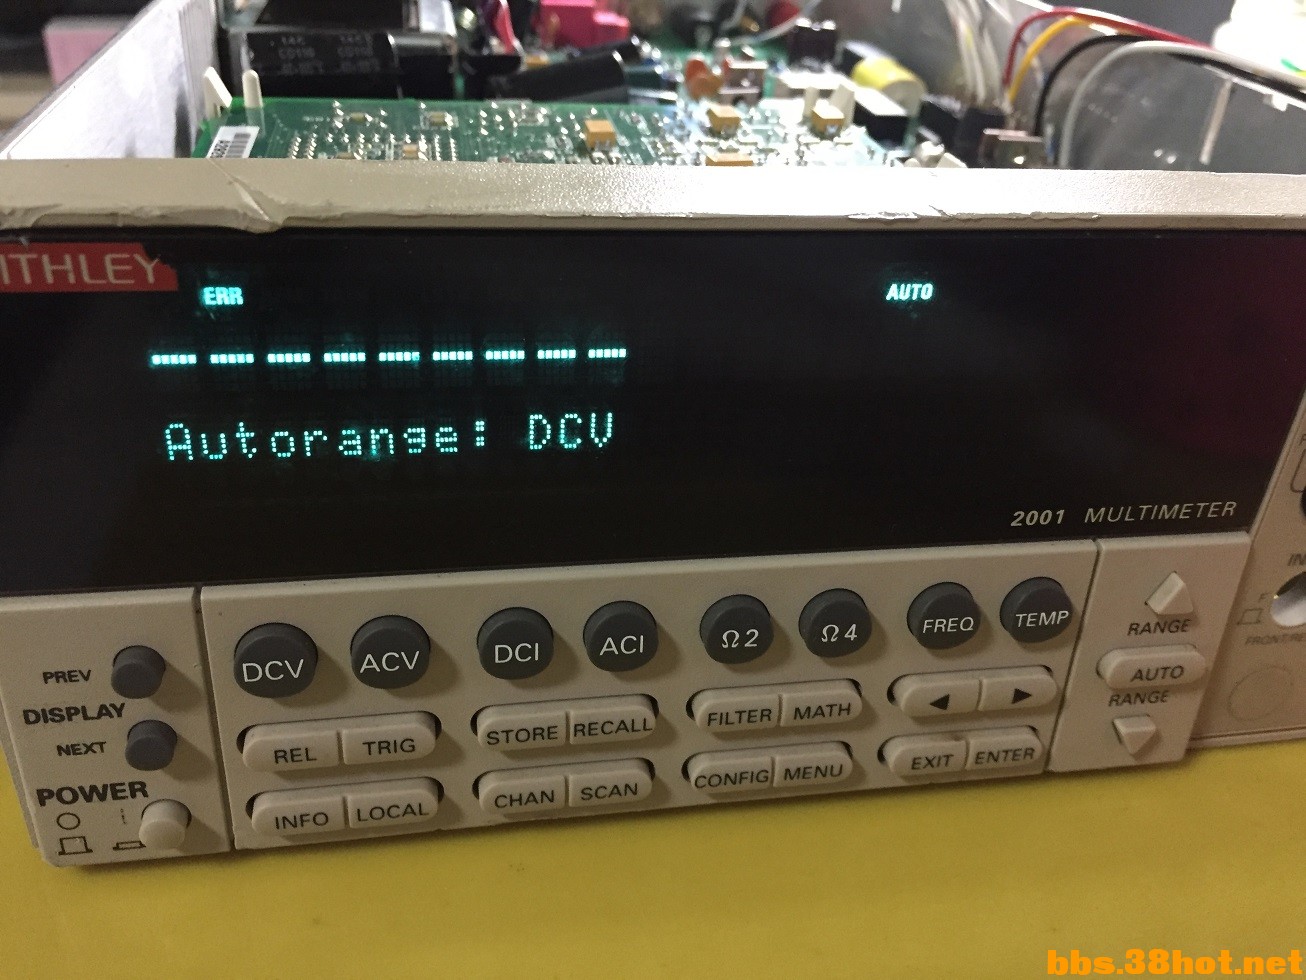 ITHLEY
ERR
AUTO
Autorange: DCV
2001 MULTIMETER
DCV
ACV
DCI
ACI
Ω2
Ω4
FREQ
TEMP
PREV
DISPLAY
NEXT
POWER
REL
TRIG
STORE
RECALL
FILTER
MATH
◀
▶
INFO
LOCAL
CHAN
SCAN
CONFIG
MENU
EXIT
ENTER
RANGE
AUTO
RANGE
F
bbs.38hot.net